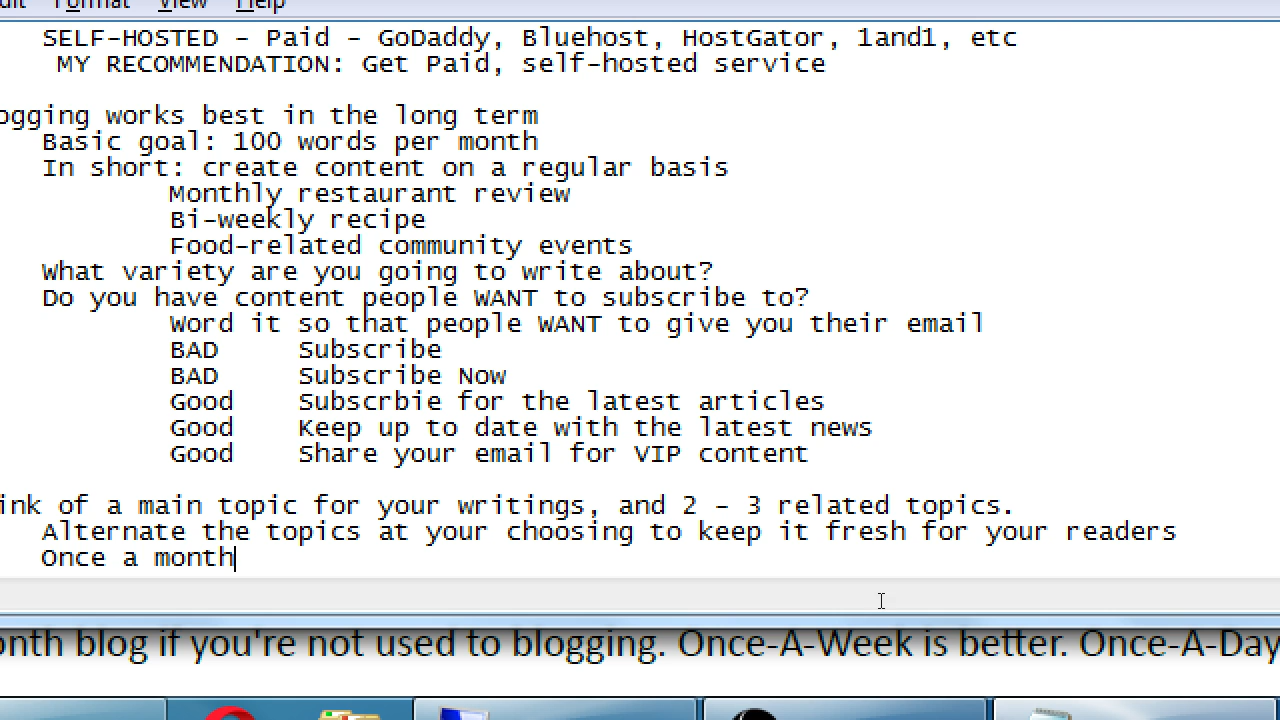 dit Format View Help
SELF-HOSTED - Paid - GoDaddy, Bluehost, HostGator, 1and1, etc
MY RECOMMENDATION: Get Paid, self-hosted service
ogging works best in the long term
Basic goal: 100 words per month
In short: create content on a regular basis
Monthly restaurant review
Bi-weekly recipe
Food-related community events
What variety are you going to write about?
Do you have content people WANT to subscribe to?
Word it so that people WANT to give you their email
BAD Subscribe
BAD Subscribe Now
Good Subscrbie for the latest articles
Good Keep up to date with the latest news
Good Share your email for VIP content
ink of a main topic for your writings, and 2 - 3 related topics.
Alternate the topics at your choosing to keep it fresh for your readers
Once a month
onth blog if you're not used to blogging. Once-A-Week is better. Once-A-Day